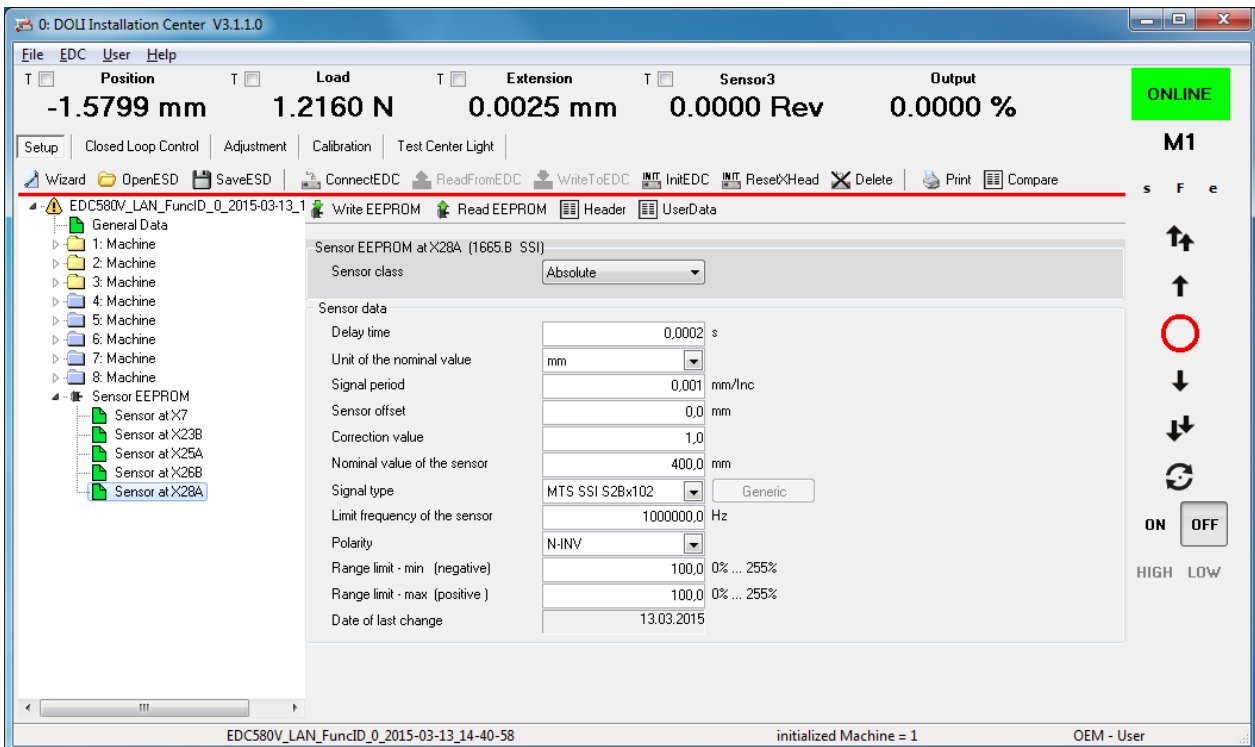 0: DOLI Installation Center V3.1.1.0
File EDC User Help
T Position T Load T Extension T Sensor3 Output
-1.5799 mm 1.2160 N 0.0025 mm 0.0000 Rev 0.0000 %
ONLINE
M1
Setup Closed Loop Control Adjustment Calibration Test Center Light
Wizard OpenESD SaveESD ConnectEDC ReadFromEDC WriteToEDC INIT InitEDC INIT ResetXHead Delete Print Compare
s F e
EDC580V_LAN_FuncID_0_2015-03-13_1
General Data
1: Machine
2: Machine
3: Machine
4: Machine
5: Machine
6: Machine
7: Machine
8: Machine
Sensor EEPROM
Sensor at X7
Sensor at X23B
Sensor at X25A
Sensor at X26B
Sensor at X28A
Write EEPROM Read EEPROM Header UserData
Sensor EEPROM at X28A (1665.B SSI)
Sensor class Absolute
Sensor data
Delay time 0,0002 s
Unit of the nominal value mm
Signal period 0,001 mm/Inc
Sensor offset 0,0 mm
Correction value 1,0
Nominal value of the sensor 400,0 mm
Signal type MTS SSI S2Bx102 Generic
Limit frequency of the sensor 1000000,0 Hz
Polarity N-INV
Range limit - min (negative) 100,0 0% ... 255%
Range limit - max (positive ) 100,0 0% ... 255%
Date of last change 13.03.2015
ON OFF
HIGH LOW
EDC580V_LAN_FuncID_0_2015-03-13_14-40-58 initialized Machine = 1 OEM - User